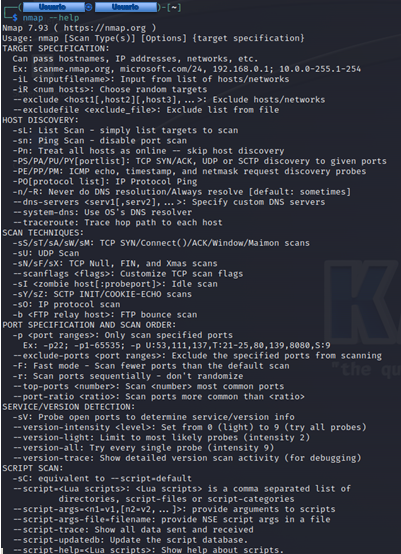 ──(Usuario㉿ Usuario)-[~]
└─$ nmap --help
Nmap 7.93 ( https://nmap.org )
Usage: nmap [Scan Type(s)] [Options] {target specification}
TARGET SPECIFICATION:
Can pass hostnames, IP addresses, networks, etc.
Ex: scanme.nmap.org, microsoft.com/24, 192.168.0.1; 10.0.0-255.1-254
-iL <inputfilename>: Input from list of hosts/networks
-iR <num hosts>: Choose random targets
--exclude <host1[,host2][,host3],...>: Exclude hosts/networks
--excludefile <exclude_file>: Exclude list from file
HOST DISCOVERY:
-sL: List Scan - simply list targets to scan
-sn: Ping Scan - disable port scan
-Pn: Treat all hosts as online -- skip host discovery
-PS/PA/PU/PY[portlist]: TCP SYN/ACK, UDP or SCTP discovery to given ports
-PE/PP/PM: ICMP echo, timestamp, and netmask request discovery probes
-PO[protocol list]: IP Protocol Ping
-n/-R: Never do DNS resolution/Always resolve [default: sometimes]
--dns-servers <serv1[,serv2],...>: Specify custom DNS servers
--system-dns: Use OS's DNS resolver
--traceroute: Trace hop path to each host
SCAN TECHNIQUES:
-sS/sT/sA/sW/sM: TCP SYN/Connect()/ACK/Window/Maimon scans
-sU: UDP Scan
-sN/sF/sX: TCP Null, FIN, and Xmas scans
--scanflags <flags>: Customize TCP scan flags
-sI <zombie host[:probeport]>: Idle scan
-sY/sZ: SCTP INIT/COOKIE-ECHO scans
-sO: IP protocol scan
-b <FTP relay host>: FTP bounce scan
PORT SPECIFICATION AND SCAN ORDER:
-p <port ranges>: Only scan specified ports
Ex: -p22; -p1-65535; -p U:53,111,137,T:21-25,80,139,8080,S:9
--exclude-ports <port ranges>: Exclude the specified ports from scanning
-F: Fast mode - Scan fewer ports than the default scan
-r: Scan ports sequentially - don't randomize
--top-ports <number>: Scan <number> most common ports
--port-ratio <ratio>: Scan ports more common than <ratio>
SERVICE/VERSION DETECTION:
-sV: Probe open ports to determine service/version info
--version-intensity <level>: Set from 0 (light) to 9 (try all probes)
--version-light: Limit to most likely probes (intensity 2)
--version-all: Try every single probe (intensity 9)
--version-trace: Show detailed version scan activity (for debugging)
SCRIPT SCAN:
-sC: equivalent to --script=default
--script=<Lua scripts>: <Lua scripts> is a comma separated list of
directories, script-files or script-categories
--script-args=<n1=v1,[n2=v2,...]>: provide arguments to scripts
--script-args-file=filename: provide NSE script args in a file
--script-trace: Show all data sent and received
--script-updatedb: Update the script database.
--script-help=<Lua scripts>: Show help about scripts.